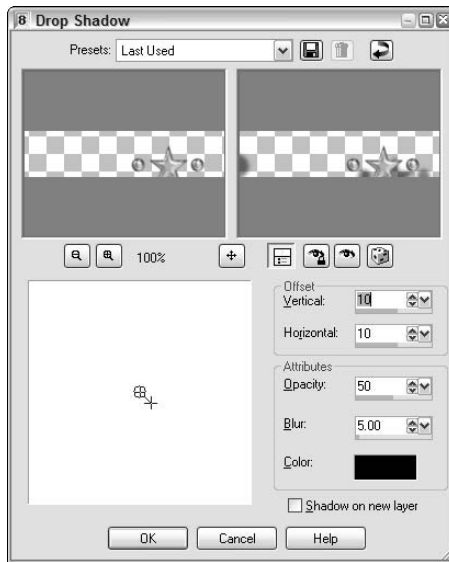 8 Drop Shadow
Presets: Last Used
100%
Offset
Vertical: 10
Horizontal: 10
Attributes
Opacity: 50
Blur: 5.00
Color:
Shadow on new layer
OK Cancel Help